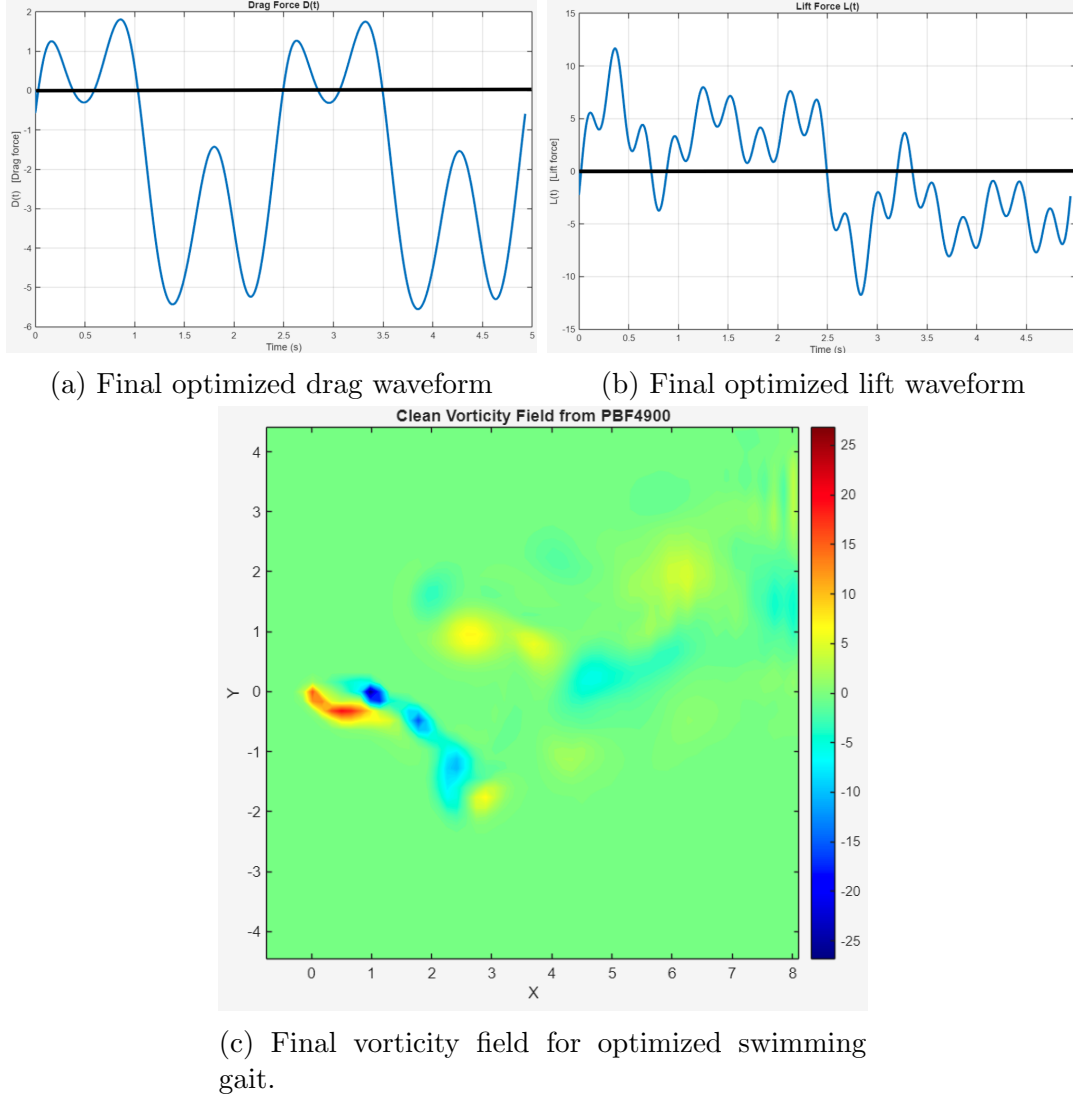 Drag Force D(t)
2
1
0
-1
-2
-3
-4
-5
-6
D(t) [Drag force]
0 0.5 1 1.5 2 2.5 3 3.5 4 4.5 5
Time (s)
Lift Force L(t)
15
10
5
0
-5
-10
-15
L(t) [Lift force]
0 0.5 1 1.5 2 2.5 3 3.5 4 4.5
Time (s)
(a) Final optimized drag waveform
(b) Final optimized lift waveform
Clean Vorticity Field from PBF4900
4
3
2
1
0
-1
-2
-3
-4
Y
0 1 2 3 4 5 6 7 8
X
25
20
15
10
5
0
-5
-10
-15
-20
-25
(c) Final vorticity field for optimized swimming
gait.